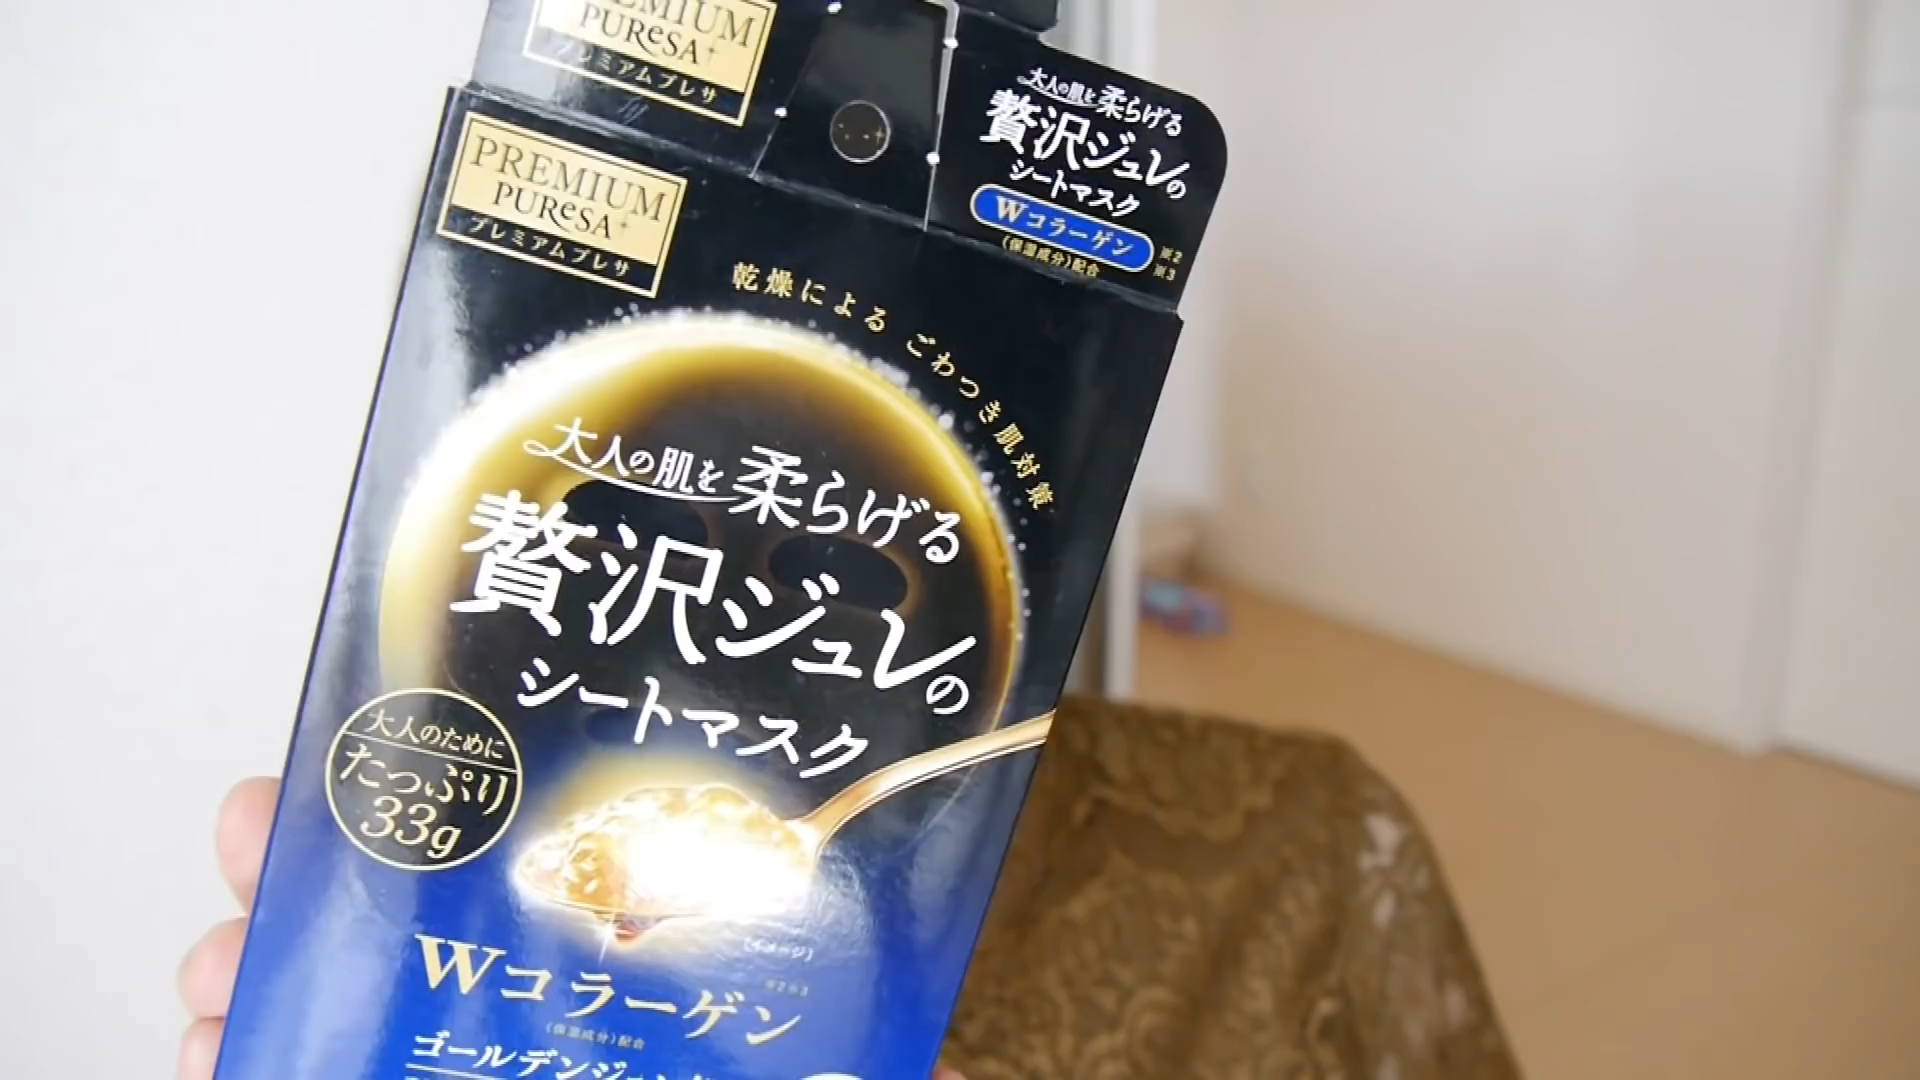 PREMIUM
PUReSA
プレミアムプレサ
大人の肌を柔らげる
贅沢ジュレの
シートマスク
Wコラーゲン
※2
※3
(保湿成分)配合
PREMIUM
PUReSA
プレミアムプレサ
乾燥による ごわつき肌対策
大人の肌を柔らげる
贅沢ジュレの
シートマスク
大人のために
たっぷり
33g
(イメージ)
※2※3
Wコラーゲン
(保湿成分)配合